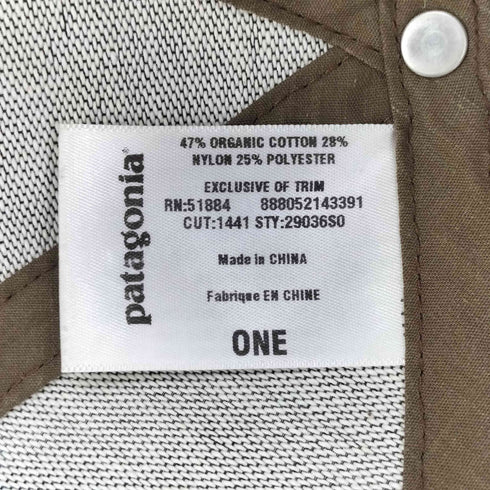 patagonia®
47% ORGANIC COTTON 28%
NYLON 25% POLYESTER
EXCLUSIVE OF TRIM
RN:51884 888052143391
CUT:1441 STY:29036S0
Made in CHINA
Fabrique EN CHINE
ONE